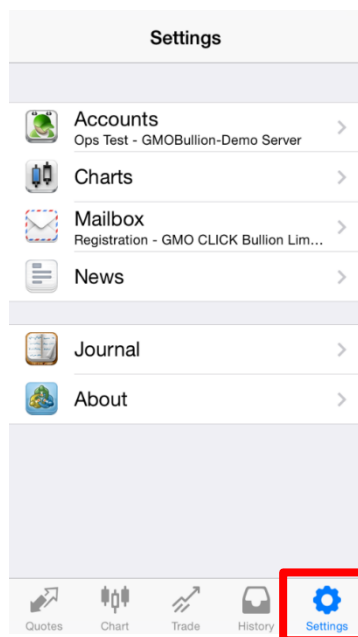 Settings
Accounts
Ops Test - GMOBullion-Demo Server
Charts
Mailbox
Registration - GMO CLICK Bullion Lim...
News
Journal
About
Quotes Chart Trade History Settings